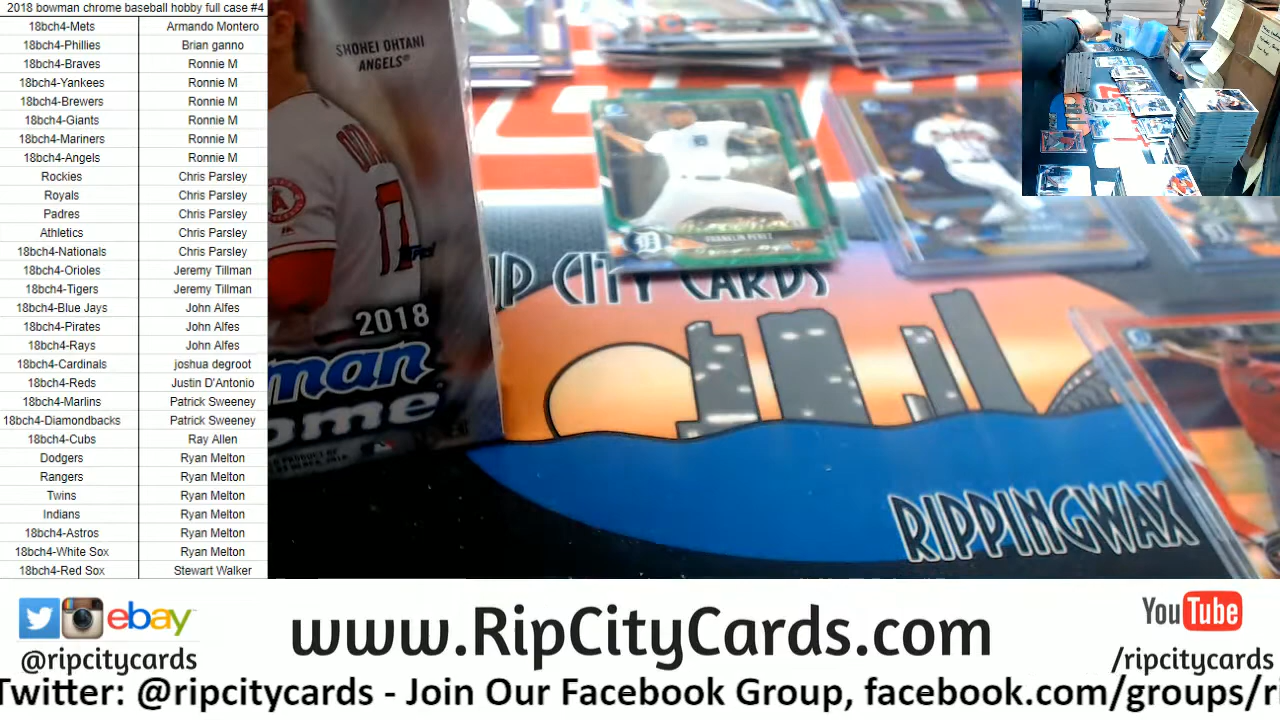 2018 bowman chrome baseball hobby full case #4
18bch4-Mets Armando Montero
18bch4-Phillies Brian ganno
18bch4-Braves Ronnie M
18bch4-Yankees Ronnie M
18bch4-Brewers Ronnie M
18bch4-Giants Ronnie M
18bch4-Mariners Ronnie M
18bch4-Angels Ronnie M
Rockies Chris Parsley
Royals Chris Parsley
Padres Chris Parsley
Athletics Chris Parsley
18bch4-Nationals Chris Parsley
18bch4-Orioles Jeremy Tillman
18bch4-Tigers Jeremy Tillman
18bch4-Blue Jays John Alfes
18bch4-Pirates John Alfes
18bch4-Rays John Alfes
18bch4-Cardinals joshua degroot
18bch4-Reds Justin D'Antonio
18bch4-Marlins Patrick Sweeney
18bch4-Diamondbacks Patrick Sweeney
18bch4-Cubs Ray Allen
Dodgers Ryan Melton
Rangers Ryan Melton
Twins Ryan Melton
Indians Ryan Melton
18bch4-Astros Ryan Melton
18bch4-White Sox Ryan Melton
18bch4-Red Sox Stewart Walker
SHOHEI OHTANI
ANGELS®
17
Topps
2018
man
ome
FRANKLIN PEREZ
IP CITY CARDS
RIPPINGWAX
ebay
@ripcitycards
www.RipCityCards.com
YouTube
/ripcitycards
Twitter: @ripcitycards - Join Our Facebook Group, facebook.com/groups/ri